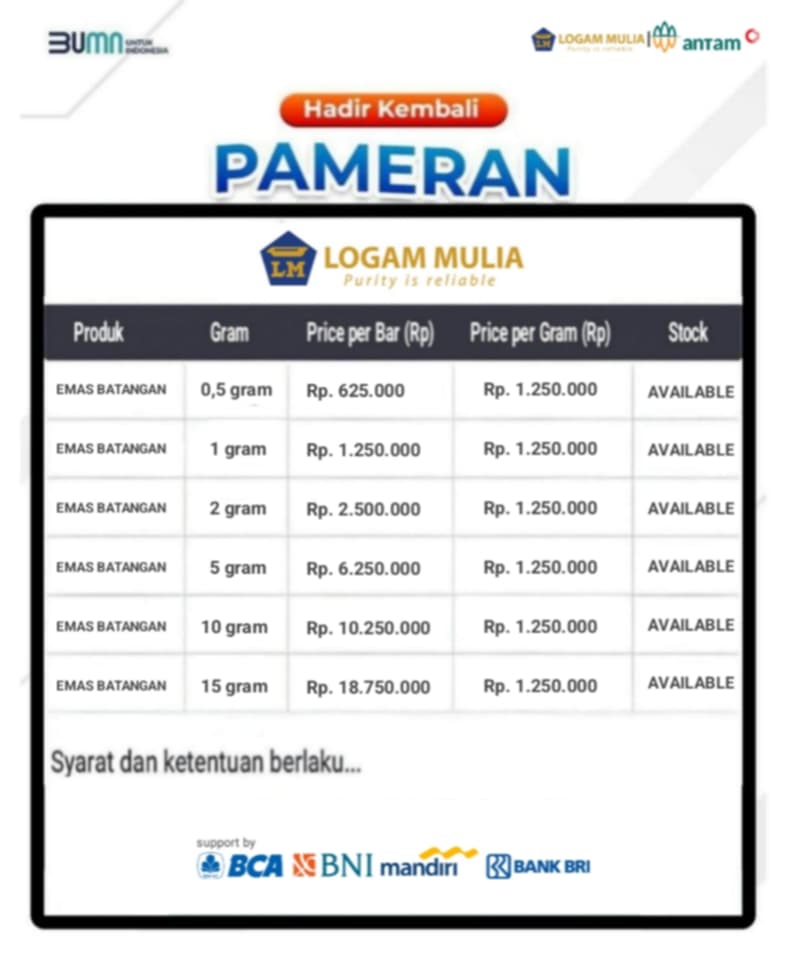 BUMN UNTUK INDONESIA
LM LOGAM MULIA | antam
Purity is reliable
Hadir Kembali
PAMERAN
LM LOGAM MULIA
Purity is reliable
Produk Gram Price per Bar (Rp) Price per Gram (Rp) Stock
EMAS BATANGAN 0,5 gram Rp. 625.000 Rp. 1.250.000 AVAILABLE
EMAS BATANGAN 1 gram Rp. 1.250.000 Rp. 1.250.000 AVAILABLE
EMAS BATANGAN 2 gram Rp. 2.500.000 Rp. 1.250.000 AVAILABLE
EMAS BATANGAN 5 gram Rp. 6.250.000 Rp. 1.250.000 AVAILABLE
EMAS BATANGAN 10 gram Rp. 10.250.000 Rp. 1.250.000 AVAILABLE
EMAS BATANGAN 15 gram Rp. 18.750.000 Rp. 1.250.000 AVAILABLE
Syarat dan ketentuan berlaku...
support by
BCA BNI mandiri BANK BRI